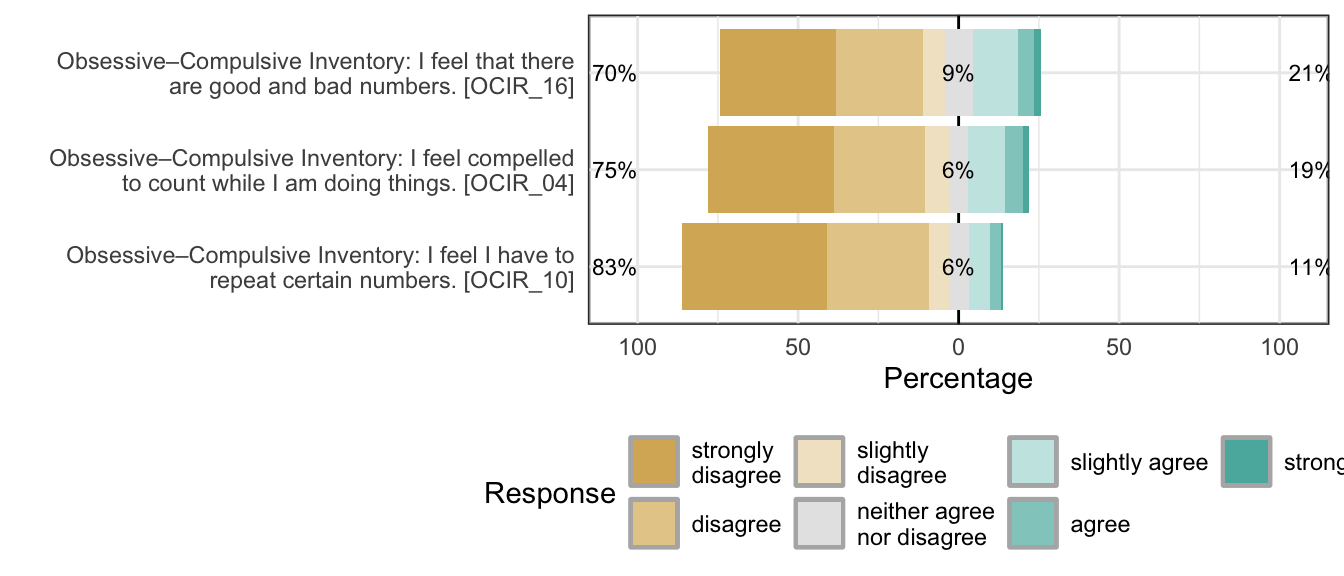 Obsessive–Compulsive Inventory: I feel that there
are good and bad numbers. [OCIR_16]
70%
9%
21%
Obsessive–Compulsive Inventory: I feel compelled
to count while I am doing things. [OCIR_04]
75%
6%
19%
Obsessive–Compulsive Inventory: I feel I have to
repeat certain numbers. [OCIR_10]
83%
6%
11%
100 50 0 50 100
Percentage
Response
strongly
disagree
disagree
slightly
disagree
neither agree
nor disagree
slightly agree
agree
strong